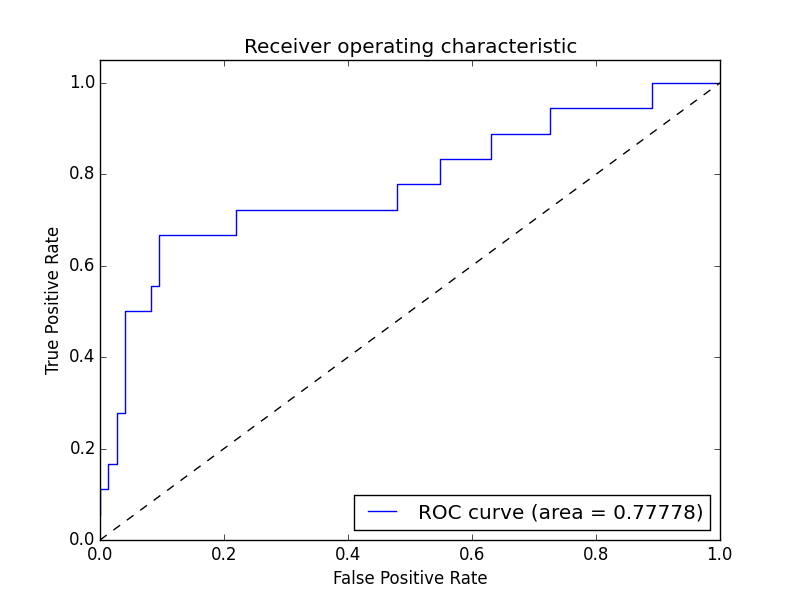 Receiver operating characteristic
1.0
0.8
0.6
0.4
0.2
0.0
True Positive Rate
ROC curve (area = 0.77778)
0.0 0.2 0.4 0.6 0.8 1.0
False Positive Rate